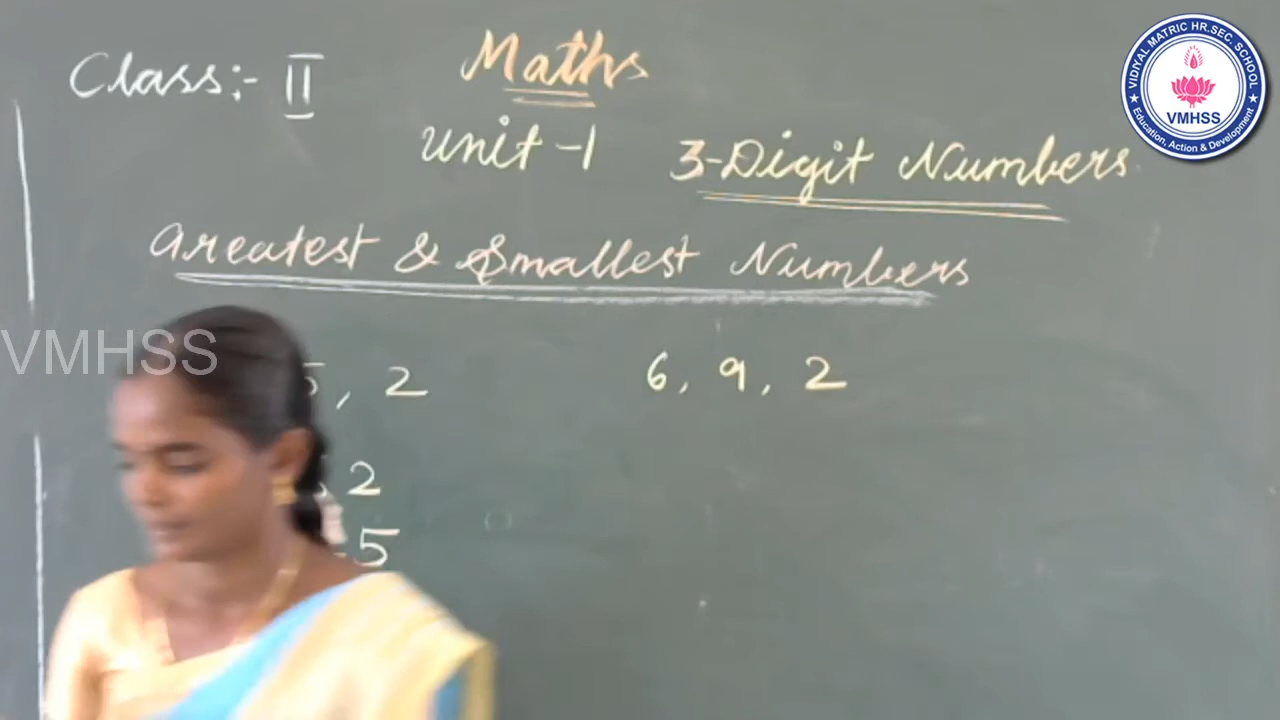 Class:- II
Maths
Unit -1
3-Digit Numbers
Greatest & Smallest Numbers
5, 2
6, 9, 2
2
5
VMHSS
VIDIYAL MATRIC HR.SEC. SCHOOL
VMHSS
Education, Action & Development